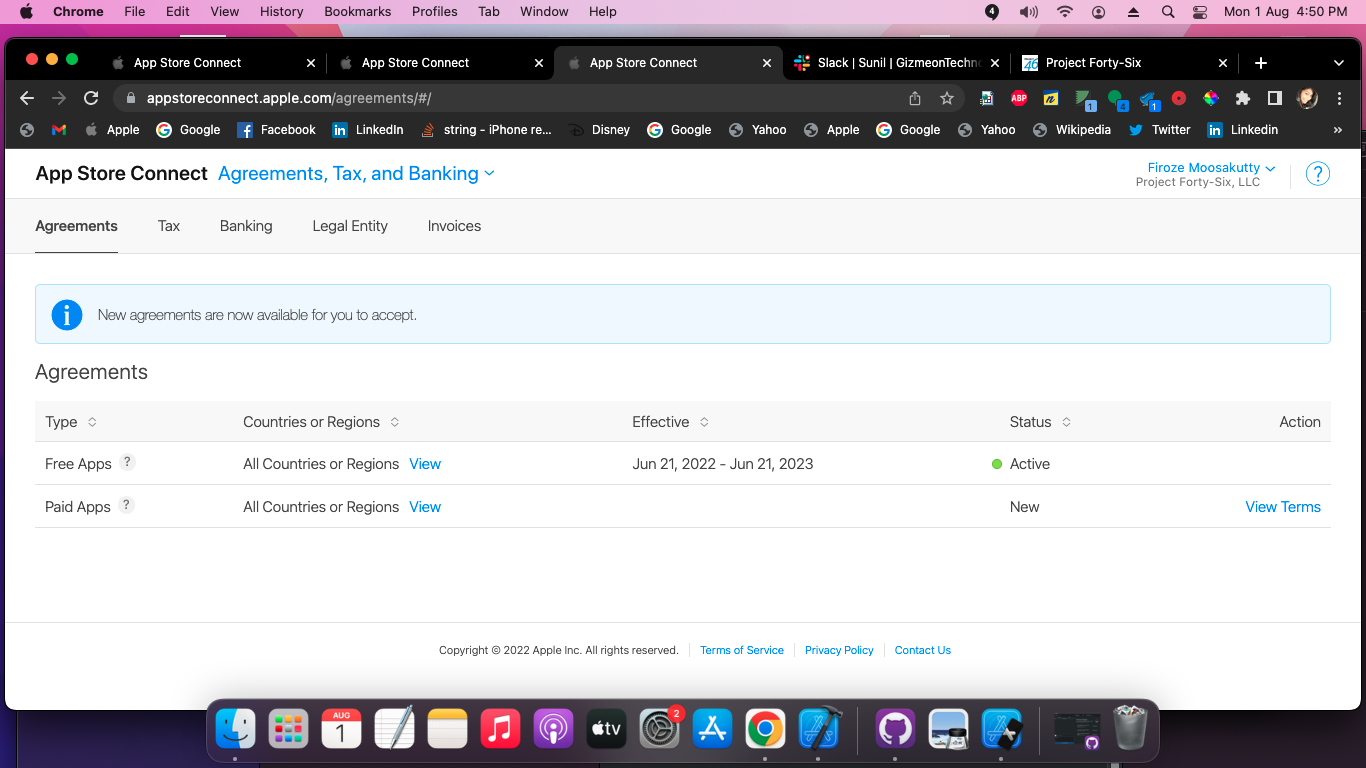 Chrome File Edit View History Bookmarks Profiles Tab Window Help 4 Mon 1 Aug 4:50 PM
App Store Connect App Store Connect App Store Connect Slack | Sunil | GizmeonTechno 46 Project Forty-Six
appstoreconnect.apple.com/agreements/#/ ABP 1 4 1
Apple Google Facebook LinkedIn string - iPhone re... Disney Google Yahoo Apple Google Yahoo Wikipedia Twitter Linkedin »
App Store Connect Agreements, Tax, and Banking
Firoze Moosakutty
Project Forty-Six, LLC
?
Agreements Tax Banking Legal Entity Invoices
New agreements are now available for you to accept.
Agreements
Type Countries or Regions Effective Status Action
Free Apps ? All Countries or Regions View Jun 21, 2022 - Jun 21, 2023 Active
Paid Apps ? All Countries or Regions View New View Terms
Copyright © 2022 Apple Inc. All rights reserved. Terms of Service Privacy Policy Contact Us
AUG
1
tv
2